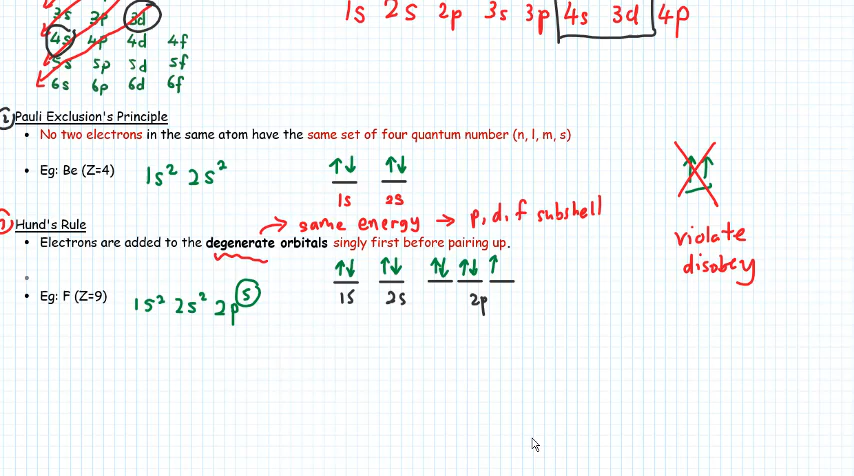 3s 3p 3d
1s 2s 2p 3s 3p 4s 3d 4p
4s 4p 4d 4f
5s 5p 5d 5f
6s 6p 6d 6f
2 Pauli Exclusion's Principle
• No two electrons in the same atom have the same set of four quantum number (n, l, m, s)
• Eg: Be (Z=4) 1s² 2s² ↑↓ ↑↓
1s 2s
same energy → p, d, f subshell
Hund's Rule
• Electrons are added to the degenerate orbitals singly first before pairing up.
violate
disobey
↑↓ ↑↓ ↑↓ ↑↓ ↑
• Eg: F (Z=9) 1s² 2s² 2p⁵ 1s 2s 2p